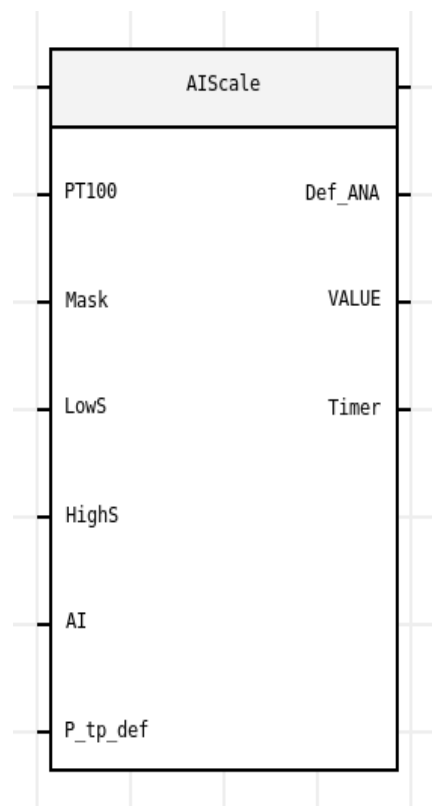 AIScale
PT100
Def_ANA
Mask
VALUE
LowS
Timer
HighS
AI
P_tp_def